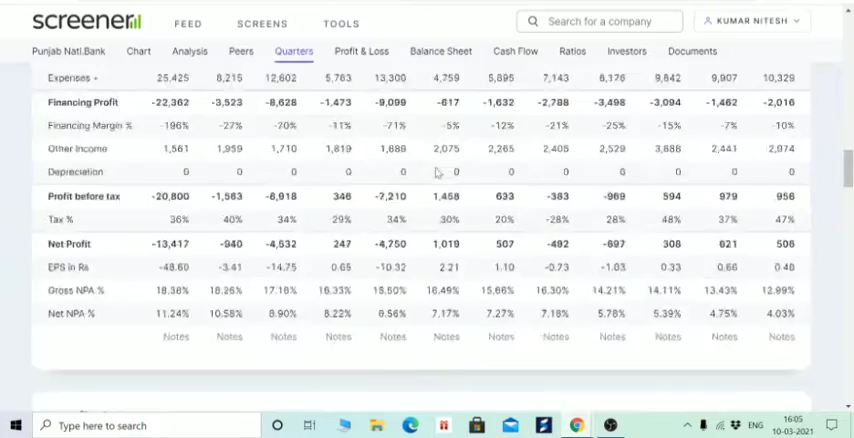 screener
FEED SCREENS TOOLS
Search for a company
KUMAR NITESH
Punjab Natl.Bank Chart Analysis Peers Quarters Profit & Loss Balance Sheet Cash Flow Ratios Investors Documents
Expenses + 25,425 8,215 12,602 5,763 13,300 4,759 5,895 7,143 8,176 9,842 9,907 10,329
Financing Profit -22,362 -3,523 -8,628 -1,473 -9,099 -617 -1,632 -2,788 -3,498 -3,094 -1,462 -2,016
Financing Margin % -196% -27% -70% -11% -71% -5% -12% -21% -25% -15% -7% -10%
Other Income 1,561 1,959 1,710 1,819 1,889 2,075 2,265 2,405 2,529 3,688 2,441 2,974
Depreciation 0 0 0 0 0 0 0 0 0 0 0 0
Profit before tax -20,800 -1,563 -6,918 346 -7,210 1,458 633 -383 -969 594 979 956
Tax % 36% 40% 34% 29% 34% 30% 20% -28% 28% 48% 37% 47%
Net Profit -13,417 -940 -4,532 247 -4,750 1,019 507 -492 -697 308 621 506
EPS in Rs -48.60 -3.41 -14.75 0.65 -10.32 2.21 1.10 -0.73 -1.03 0.33 0.66 0.48
Gross NPA % 18.38% 18.26% 17.16% 16.33% 15.50% 16.49% 15.66% 16.30% 14.21% 14.11% 13.43% 12.99%
Net NPA % 11.24% 10.58% 8.90% 8.22% 6.56% 7.17% 7.27% 7.18% 5.78% 5.39% 4.75% 4.03%
Notes Notes Notes Notes Notes Notes Notes Notes Notes Notes Notes Notes
Type here to search
ENG
16:05
10-03-2021